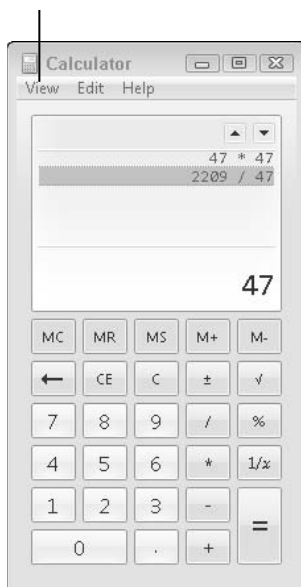 Calculator
View Edit Help
47 * 47
2209 / 47
47
MC MR MS M+ M-
← CE C ± √
7 8 9 / %
4 5 6 * 1/x
1 2 3 - =
0 . +